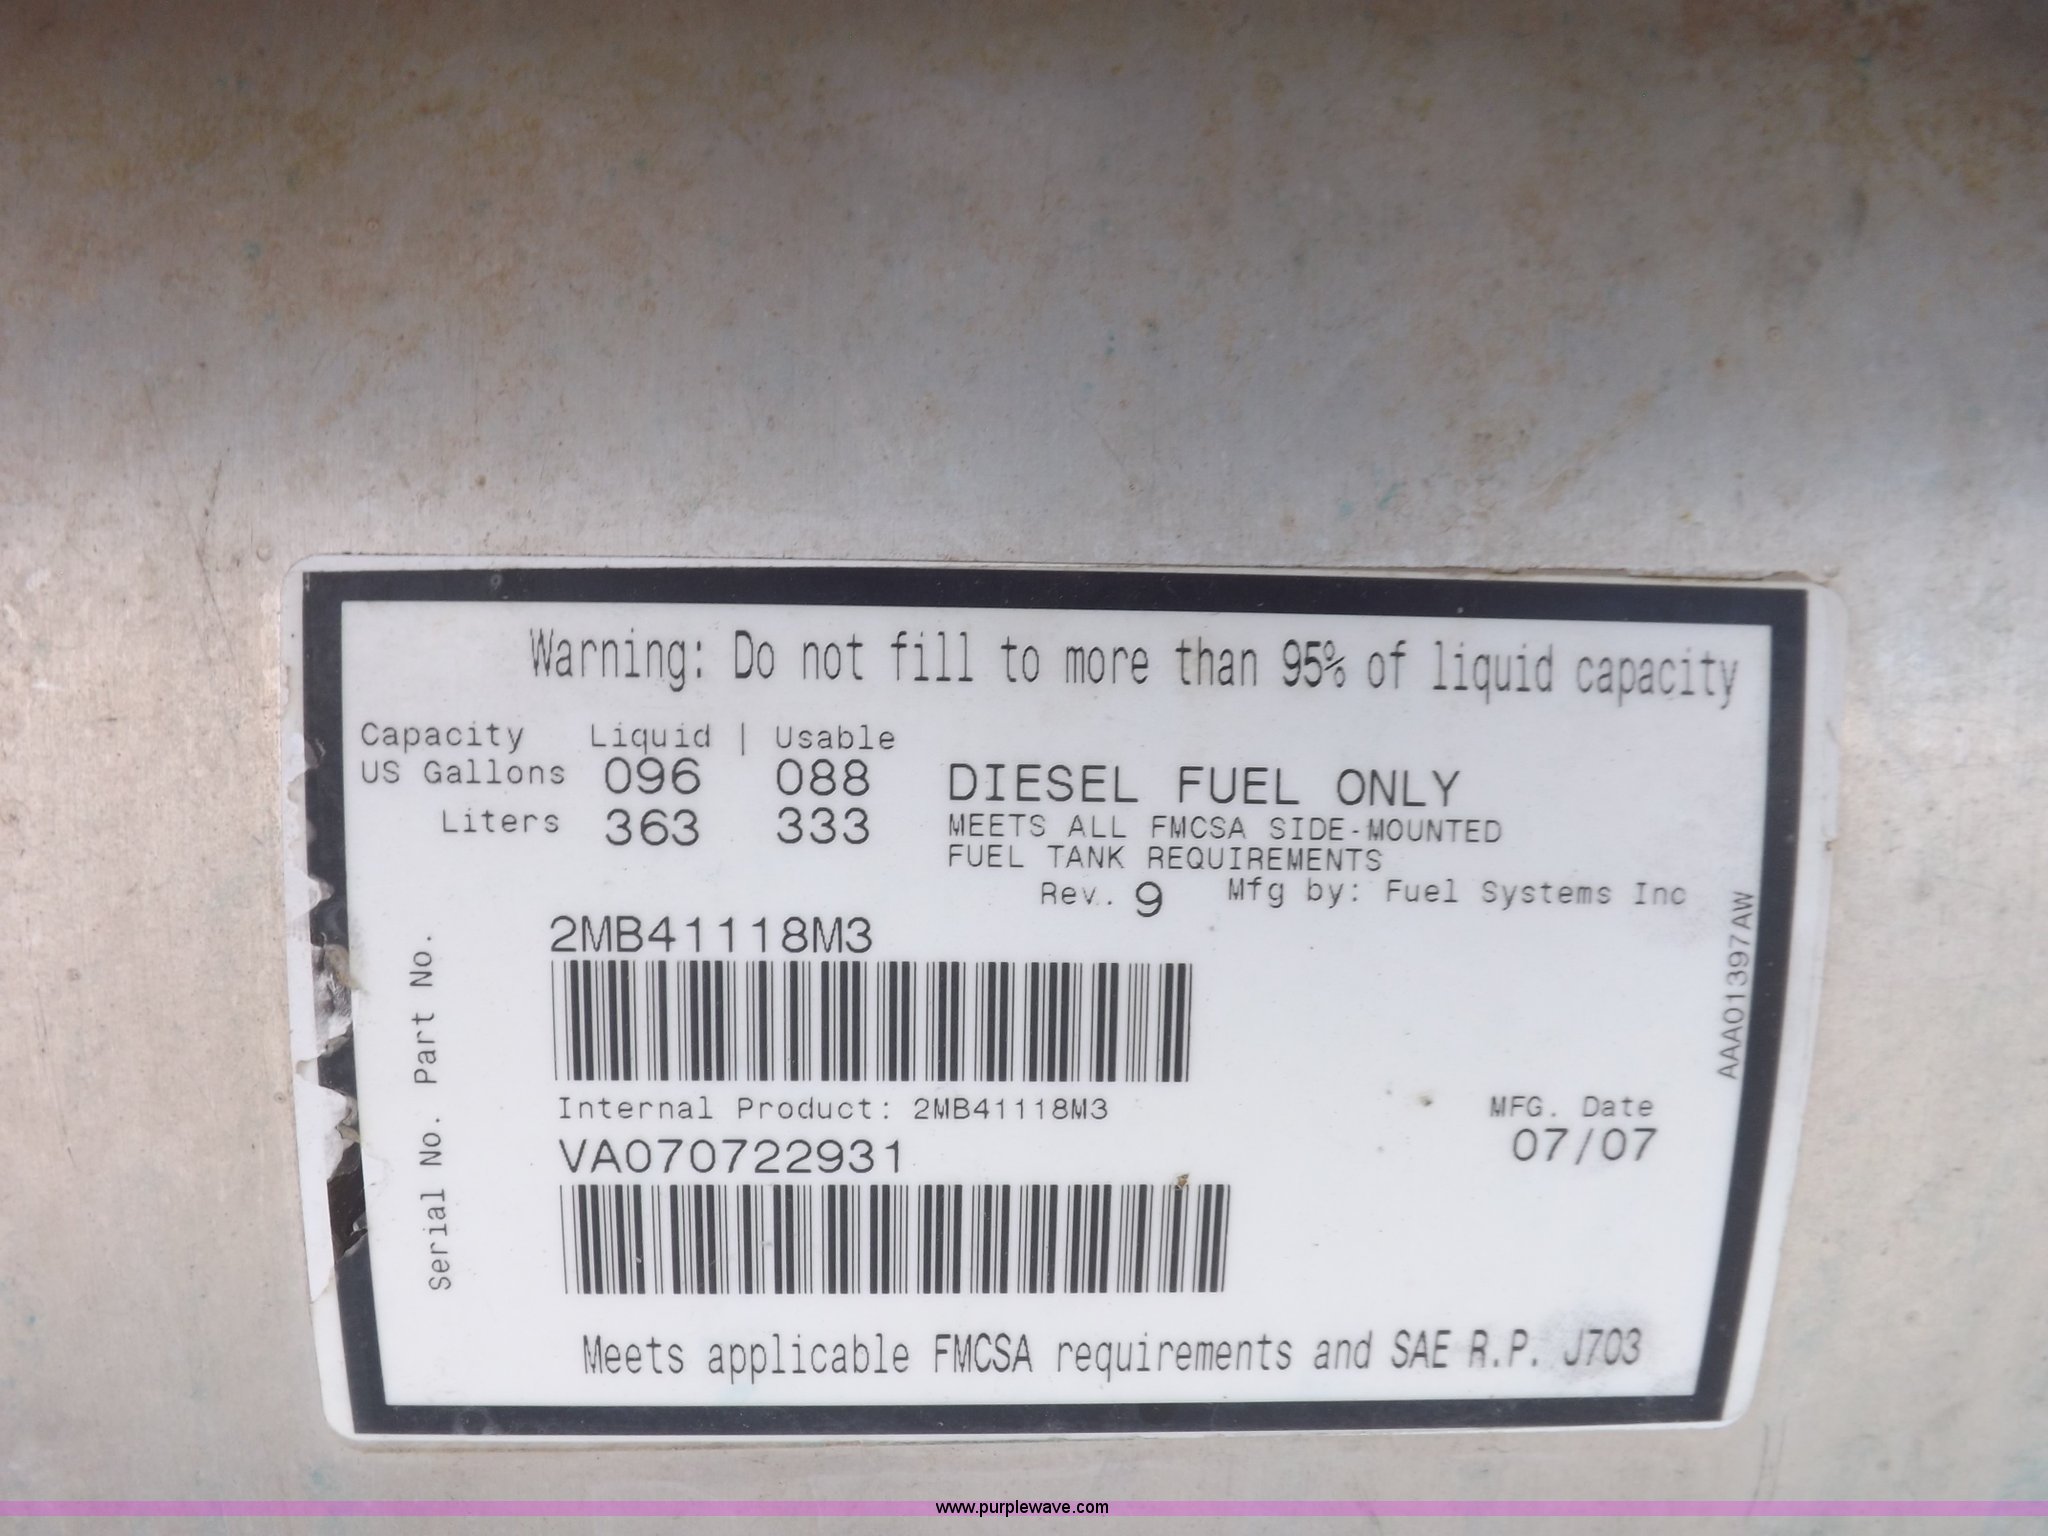 Warning: Do not fill to more than 95% of liquid capacity
Capacity Liquid | Usable
US Gallons 096 088
Liters 363 333
DIESEL FUEL ONLY
MEETS ALL FMCSA SIDE-MOUNTED
FUEL TANK REQUIREMENTS
Rev. 9 Mfg by: Fuel Systems Inc
AAA01397AW
Part No.
2MB41118M3
Internal Product: 2MB41118M3
Serial No.
VA070722931
MFG. Date
07/07
Meets applicable FMCSA requirements and SAE R.P. J703
www.purplewave.com